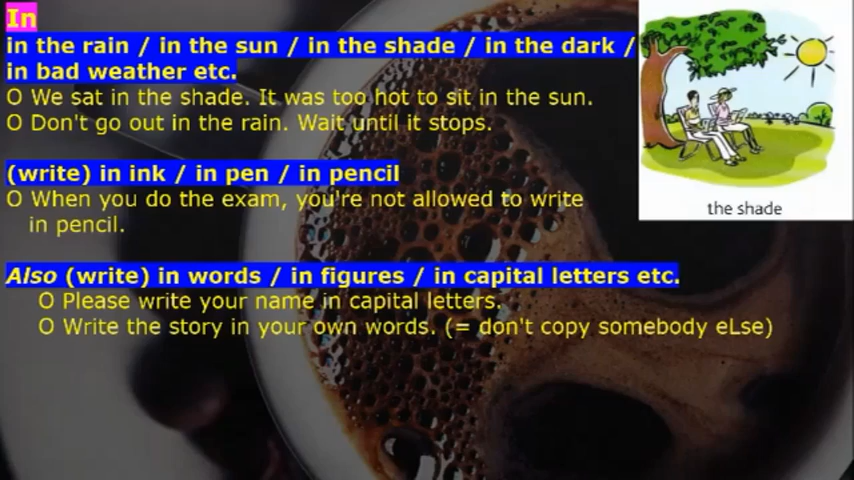 In
in the rain / in the sun / in the shade / in the dark /
in bad weather etc.
O We sat in the shade. It was too hot to sit in the sun.
O Don't go out in the rain. Wait until it stops.
(write) in ink / in pen / in pencil
O When you do the exam, you're not allowed to write
in pencil.
Also (write) in words / in figures / in capital letters etc.
O Please write your name in capital letters.
O Write the story in your own words. (= don't copy somebody eLse)
the shade